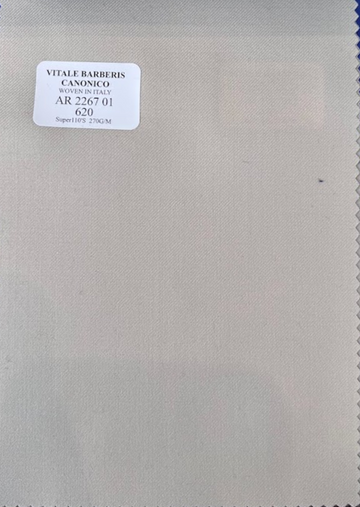 VITALE BARBERIS
CANONICO
WOVEN IN ITALY
AR 2267 01
620
Super110'S 270G/M